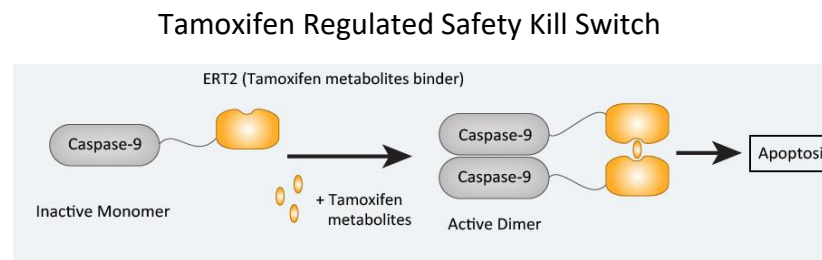 Tamoxifen Regulated Safety Kill Switch
ERT2 (Tamoxifen metabolites binder)
Caspase-9
Inactive Monomer
+ Tamoxifen
metabolites
Caspase-9
Caspase-9
Active Dimer
Apoptosi